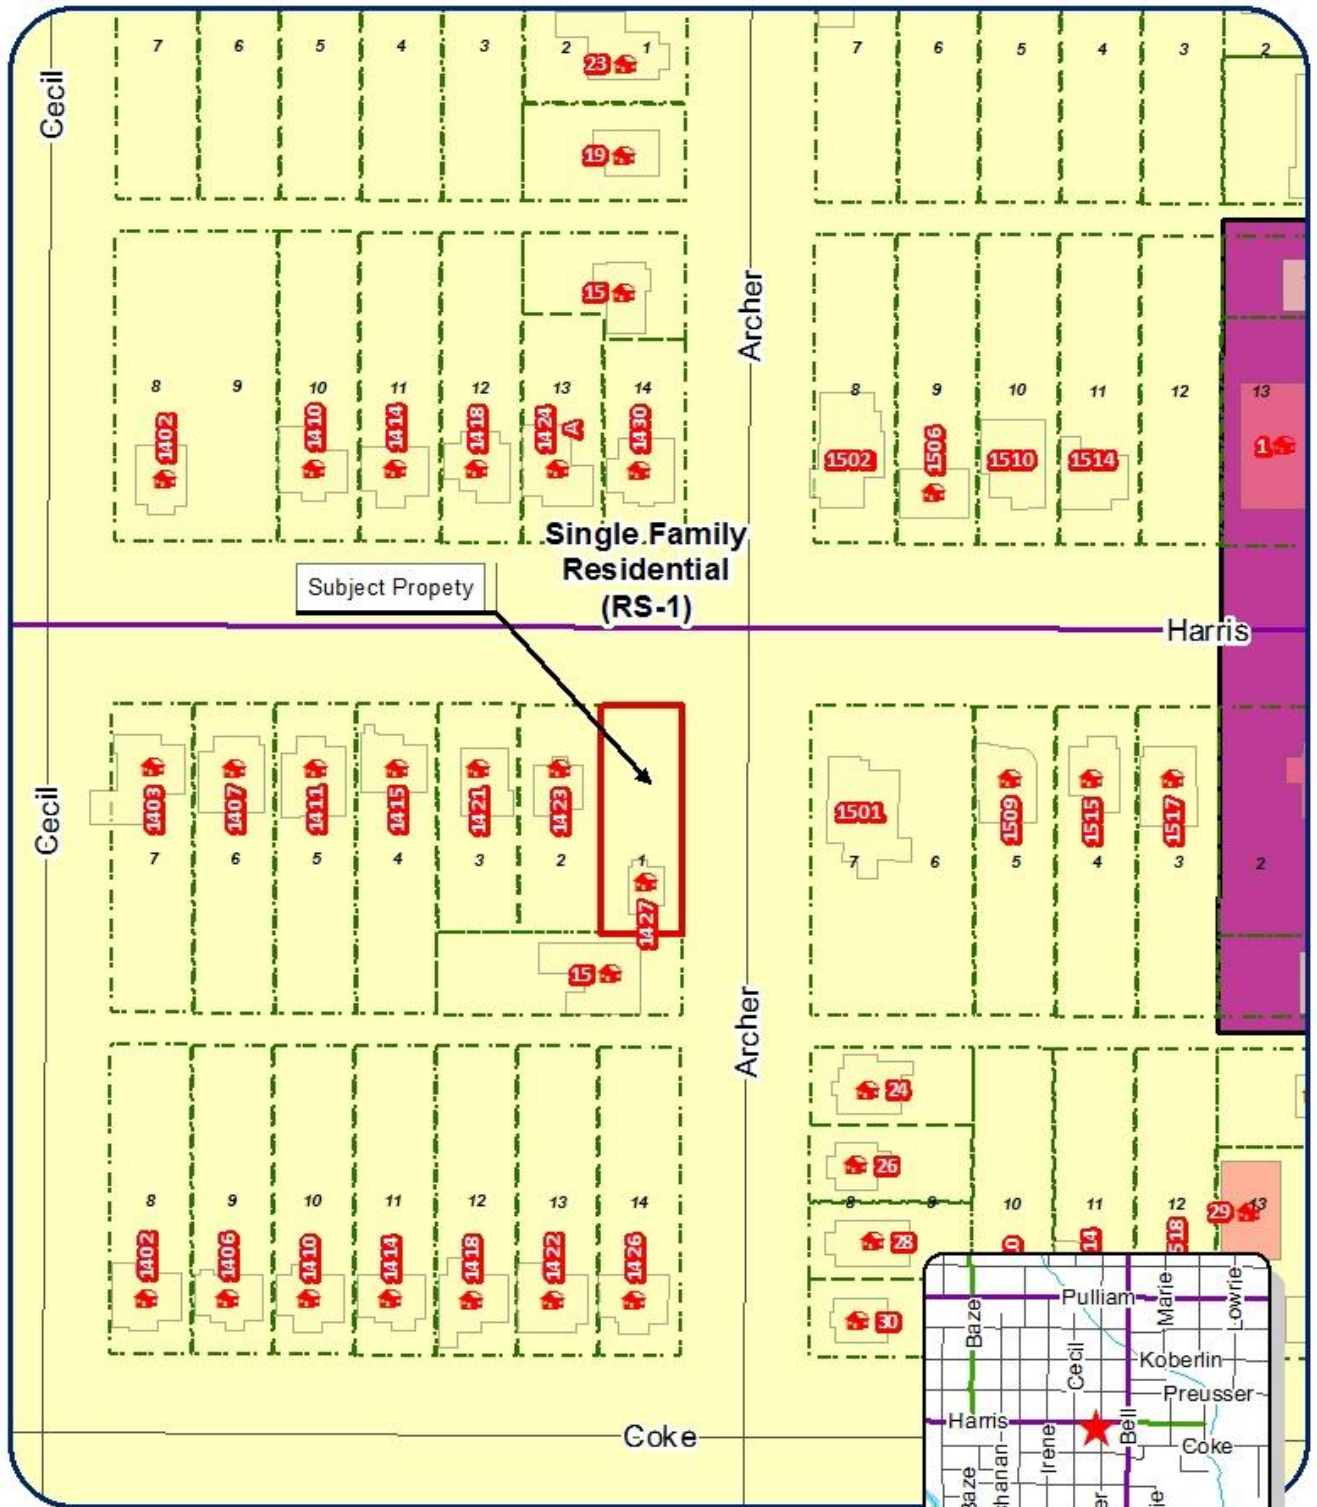 7 6 5 4 3 2 1 7 6 5 4 3 2
23
Cecil
19
15
Archer
8 9 10 11 12 13 14 8 9 10 11 12 13
1402 1410 1414 1418 1424 A 1430 1502 1506 1510 1514 1
Single Family
Residential
(RS-1)
Subject Propety
Harris
Cecil
1403 1407 1411 1415 1421 1423 1501 1509 1515 1517
7 6 5 4 3 2 1 7 6 5 4 3 2
1427
15
Archer
24
26
8 9 10 11 12 13 14 8 9 10 11 12 13
29
1402 1406 1410 1414 1418 1422 1426 28 0 14 518
30
Coke
Pulliam
Baze
Marie
Lowrie
Cecil
Koberlin
Preusser
Harris
Irene
Bell
Coke
Baze
hanan
er
ie